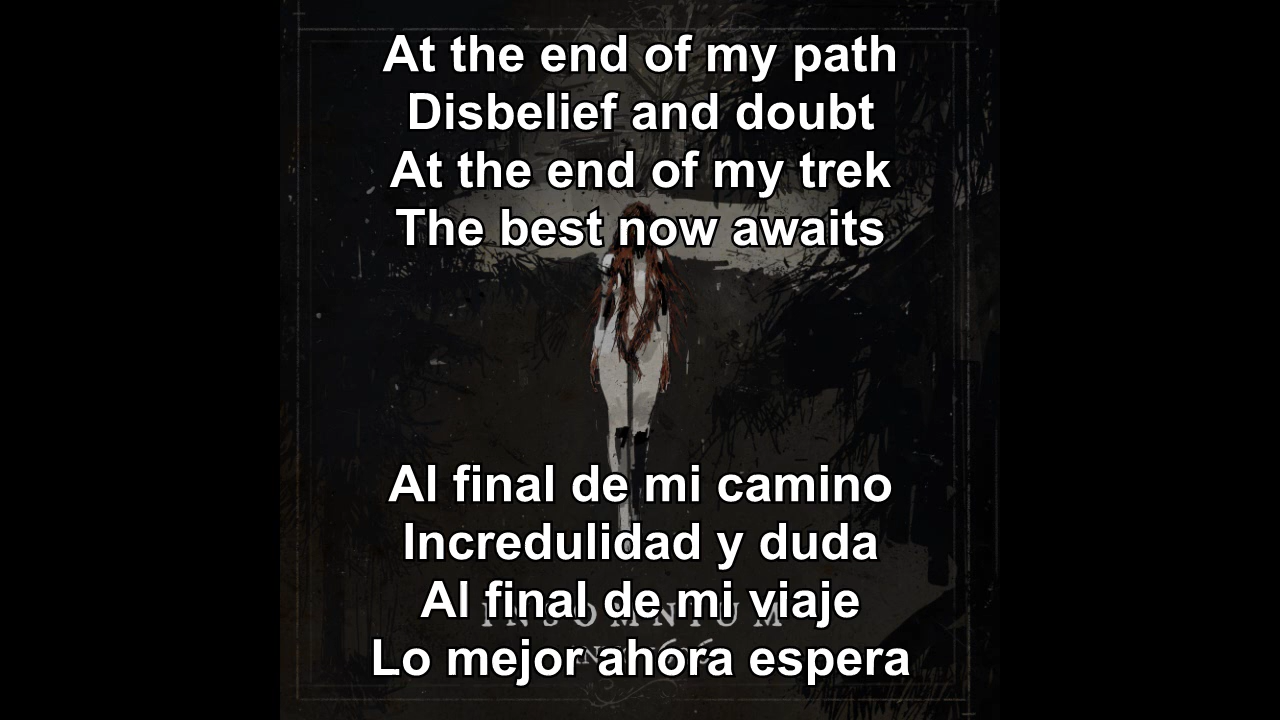 At the end of my path
Disbelief and doubt
At the end of my trek
The best now awaits
Al final de mi camino
Incredulidad y duda
Al final de mi viaje
INSOMNIUM
Lo mejor ahora espera